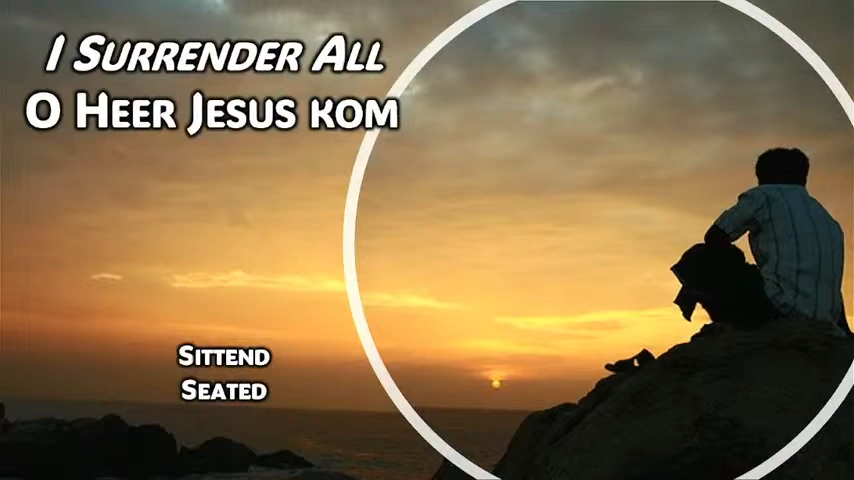 I Surrender All
O Heer Jesus kom
Sittend
Seated